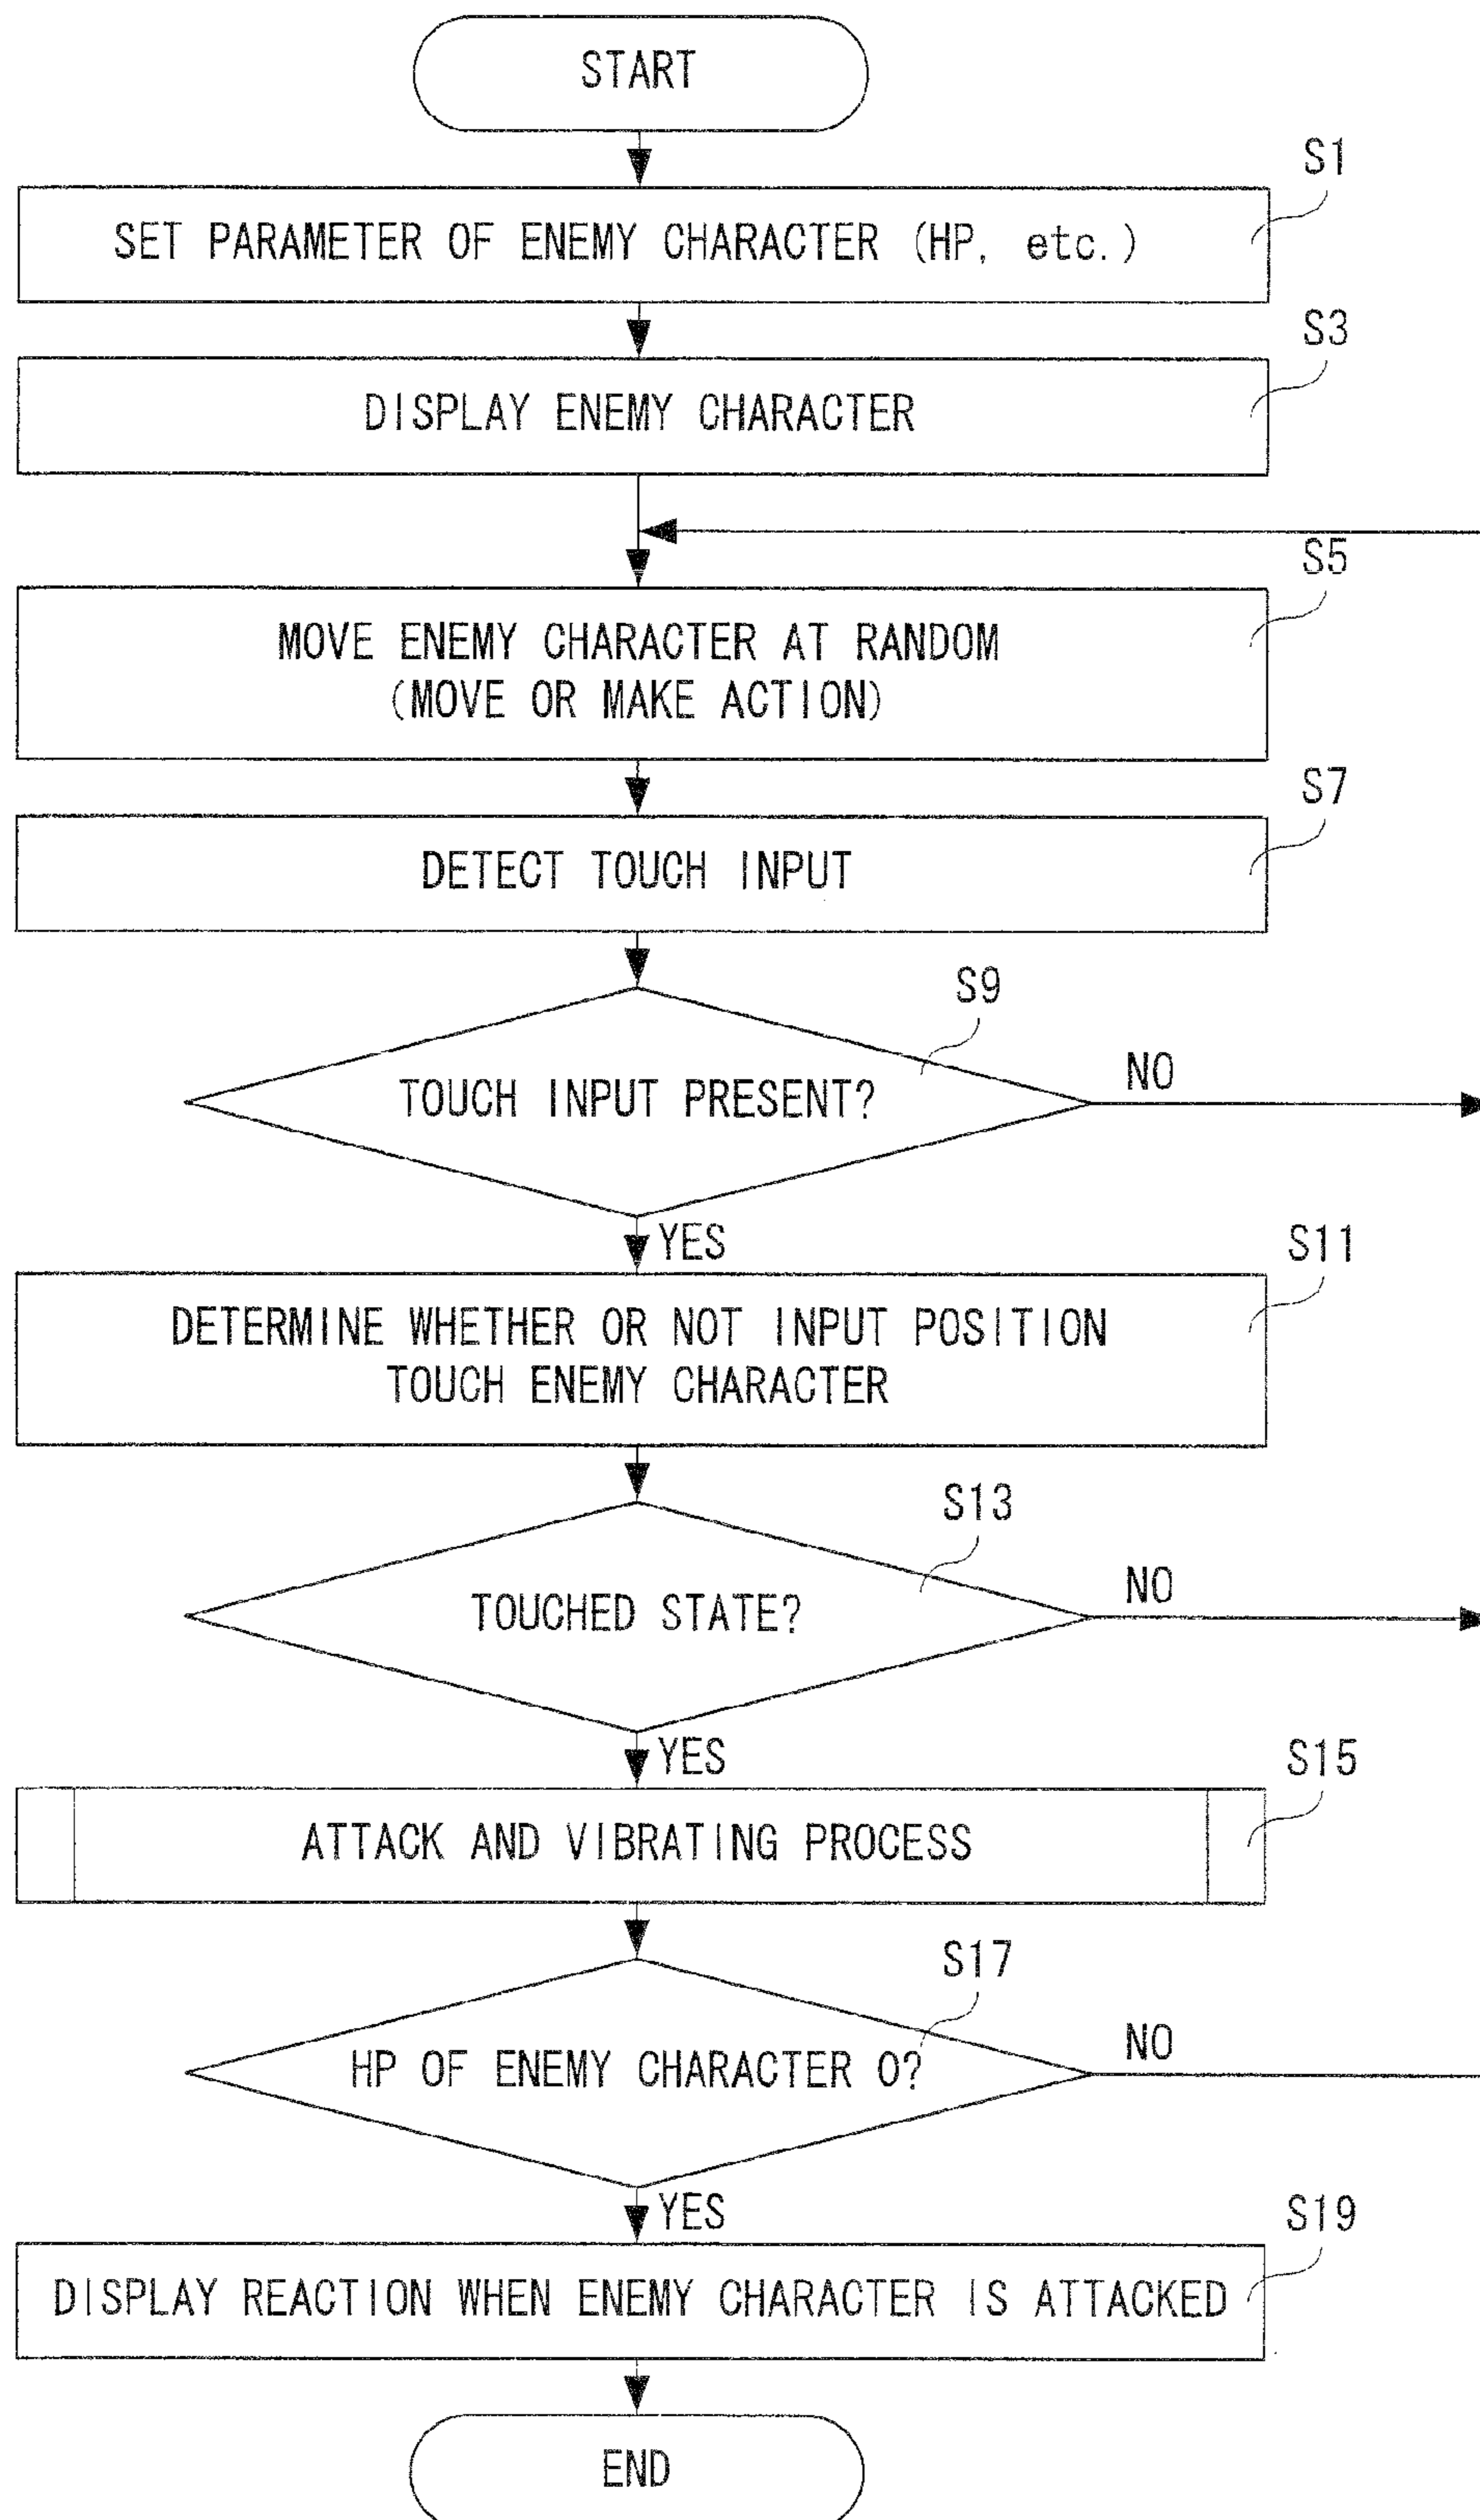 START
S1
SET PARAMETER OF ENEMY CHARACTER (HP, etc.)
S3
DISPLAY ENEMY CHARACTER
S5
MOVE ENEMY CHARACTER AT RANDOM
(MOVE OR MAKE ACTION)
S7
DETECT TOUCH INPUT
S9
TOUCH INPUT PRESENT?
NO
YES
S11
DETERMINE WHETHER OR NOT INPUT POSITION
TOUCH ENEMY CHARACTER
S13
TOUCHED STATE?
NO
YES
S15
ATTACK AND VIBRATING PROCESS
S17
HP OF ENEMY CHARACTER 0?
NO
YES
S19
DISPLAY REACTION WHEN ENEMY CHARACTER IS ATTACKED
END